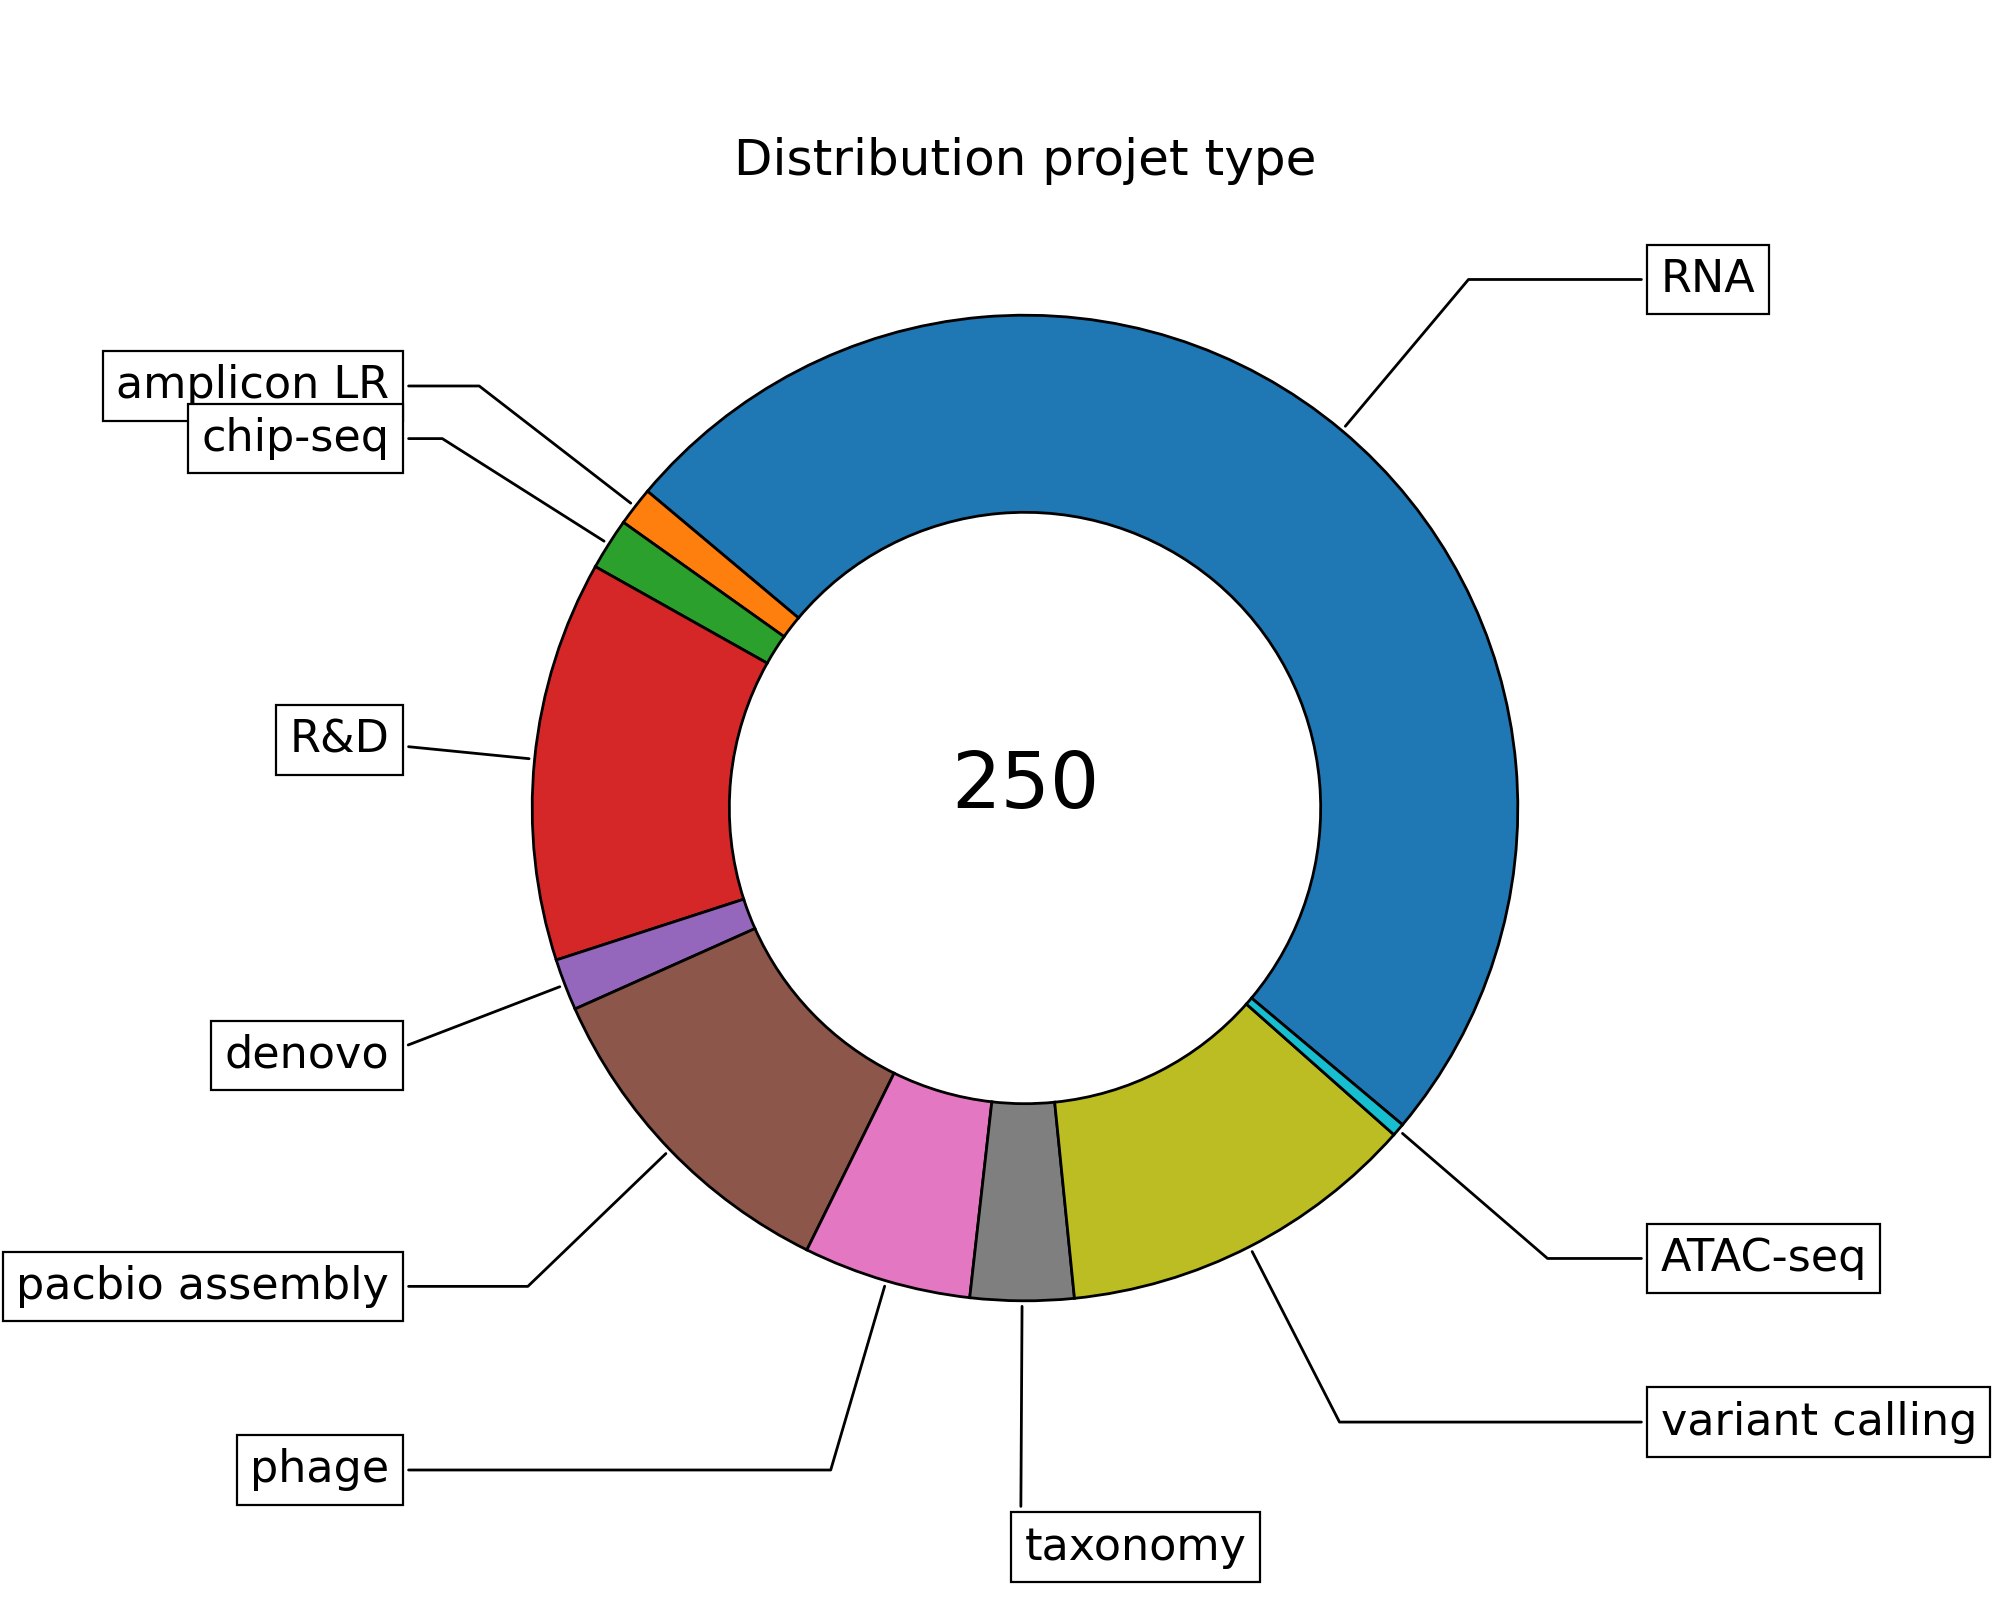 Distribution projet type
RNA
amplicon LR
chip-seq
R&D
250
denovo
ATAC-seq
pacbio assembly
variant calling
phage
taxonomy